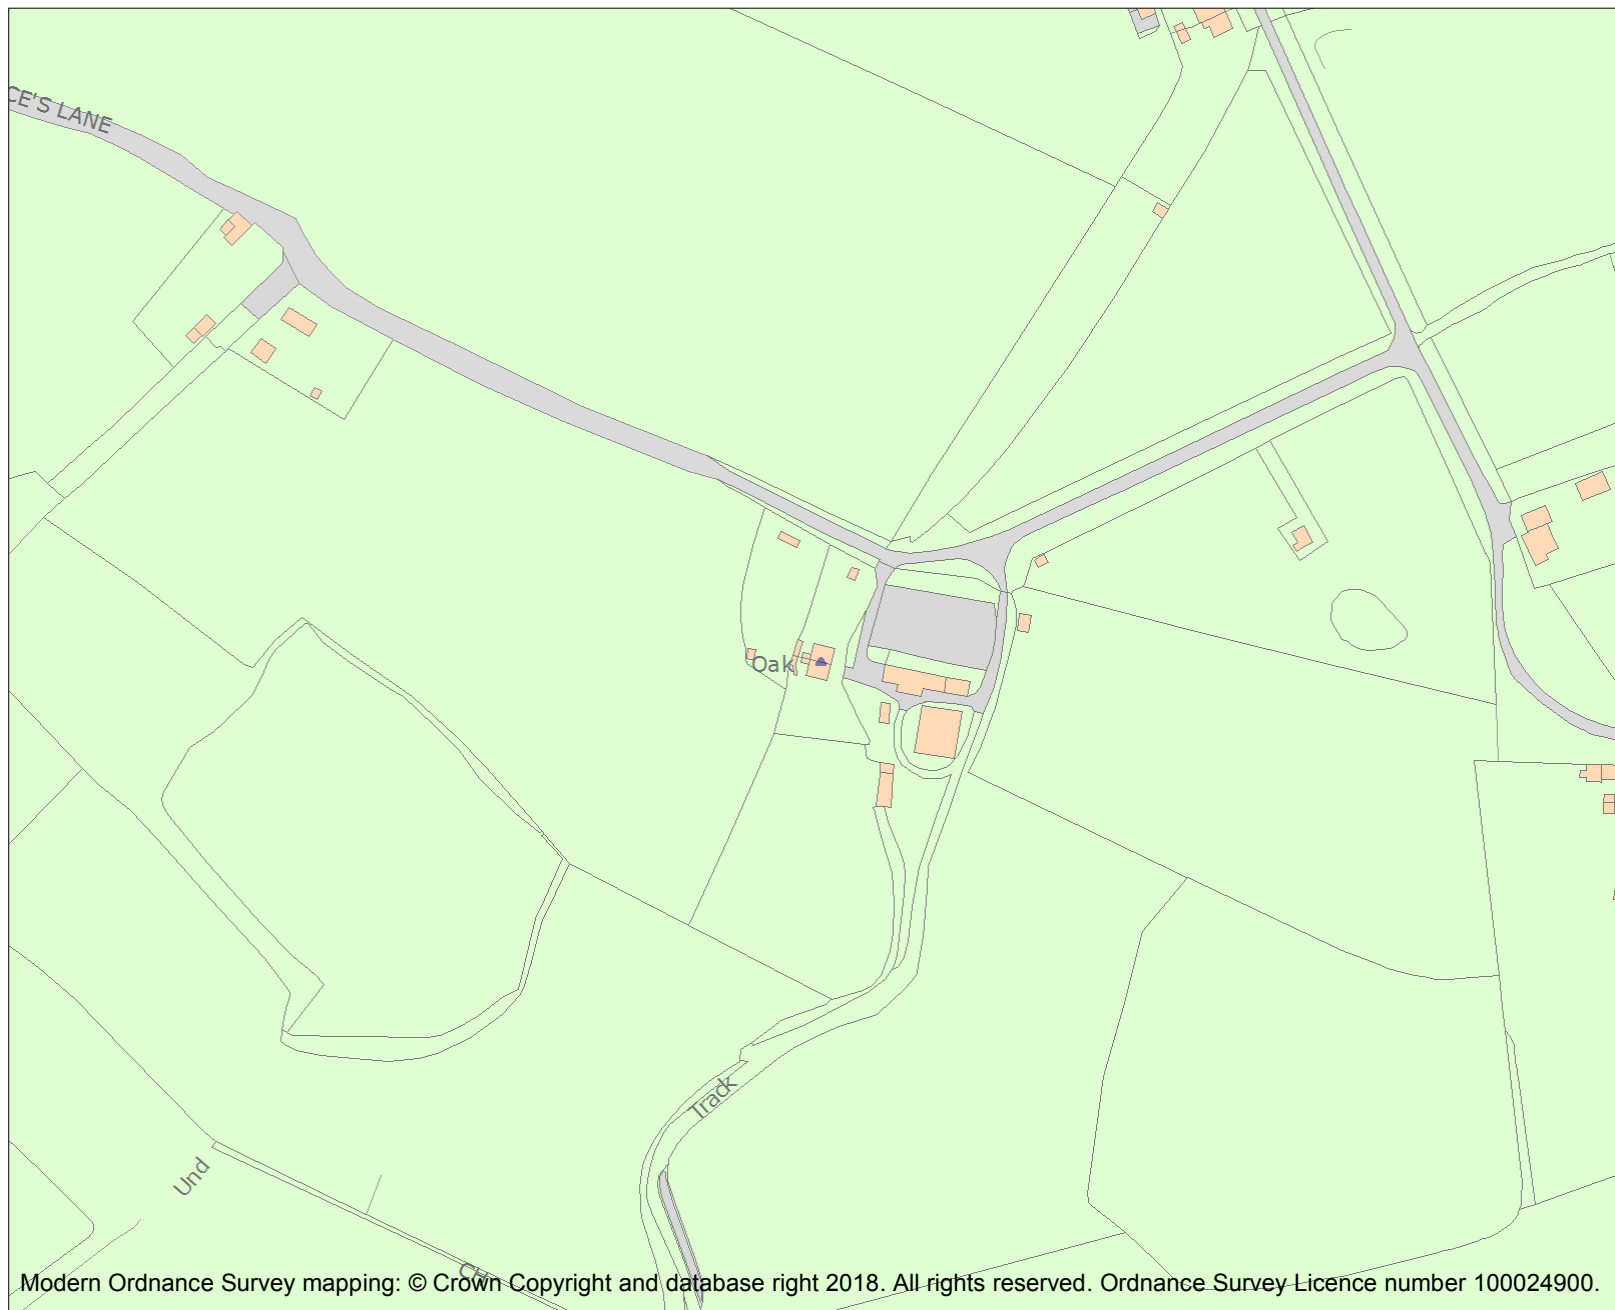 CE'S LANE
Oak
Track
Und
CH
Modern Ordnance Survey mapping: © Crown Copyright and database right 2018. All rights reserved. Ordnance Survey Licence number 100024900.